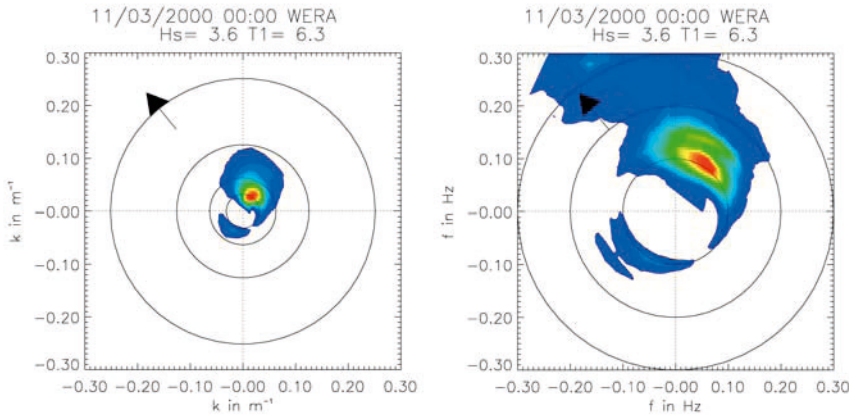 11/03/2000 00:00 WERA
Hs= 3.6 T1= 6.3
0.30
0.20
0.10
-0.00
-0.10
-0.20
-0.30
k in m⁻¹
-0.30 -0.20 -0.10 -0.00 0.10 0.20 0.30
k in m⁻¹
11/03/2000 00:00 WERA
Hs= 3.6 T1= 6.3
0.30
0.20
0.10
-0.00
-0.10
-0.20
-0.30
f in Hz
-0.30 -0.20 -0.10 0.00 0.10 0.20 0.30
f in Hz